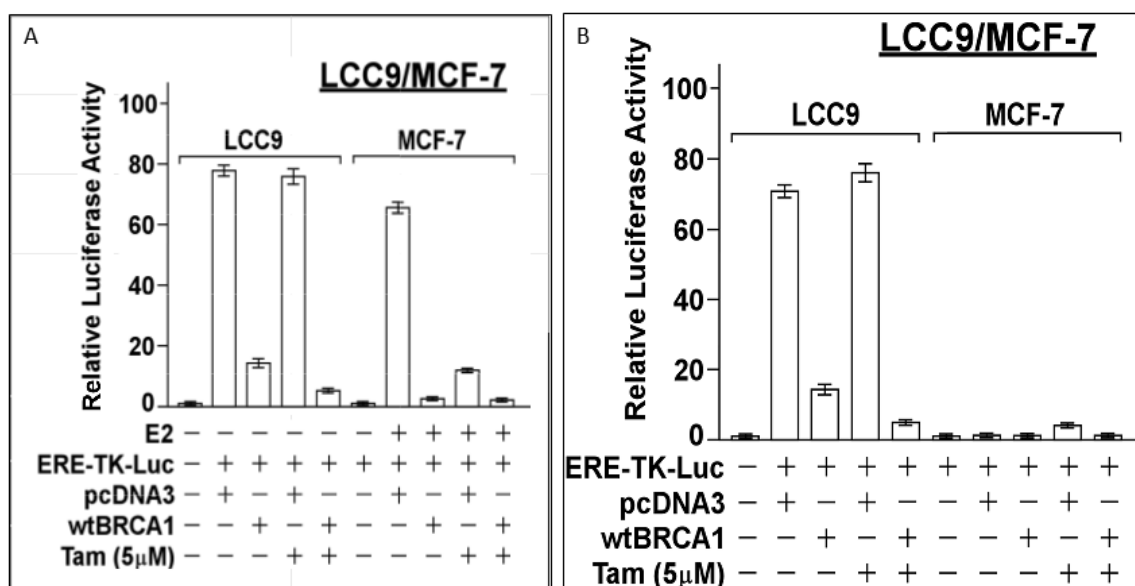 A
LCC9/MCF-7
Relative Luciferase Activity
100
80
60
40
20
0
LCC9
MCF-7
E2 − − − − − − + + + +
ERE-TK-Luc − + + + + + + + + +
pcDNA3 − + − + − − + − + −
wtBRCA1 − − + − + − − + − +
Tam (5μM) − − − + + − − − + +
B
LCC9/MCF-7
Relative Luciferase Activity
100
80
60
40
20
0
LCC9
MCF-7
ERE-TK-Luc − + + + + + + + + +
pcDNA3 − + − + − − + − + −
wtBRCA1 − − + − + − − + − +
Tam (5μM) − − − + + − − − + +